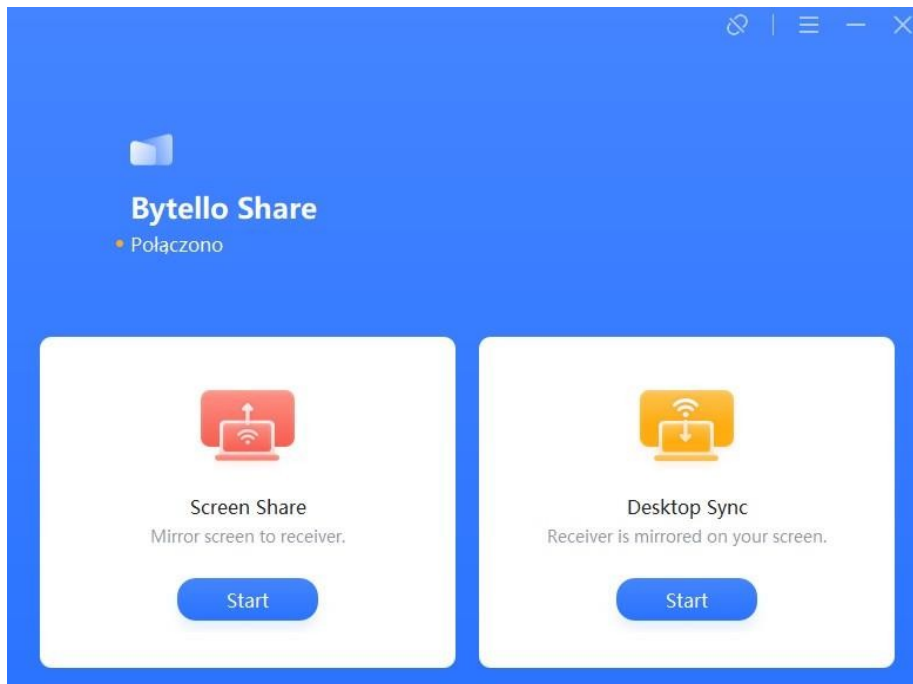 Bytello Share
Połączono
Screen Share
Mirror screen to receiver.
Start
Desktop Sync
Receiver is mirrored on your screen.
Start